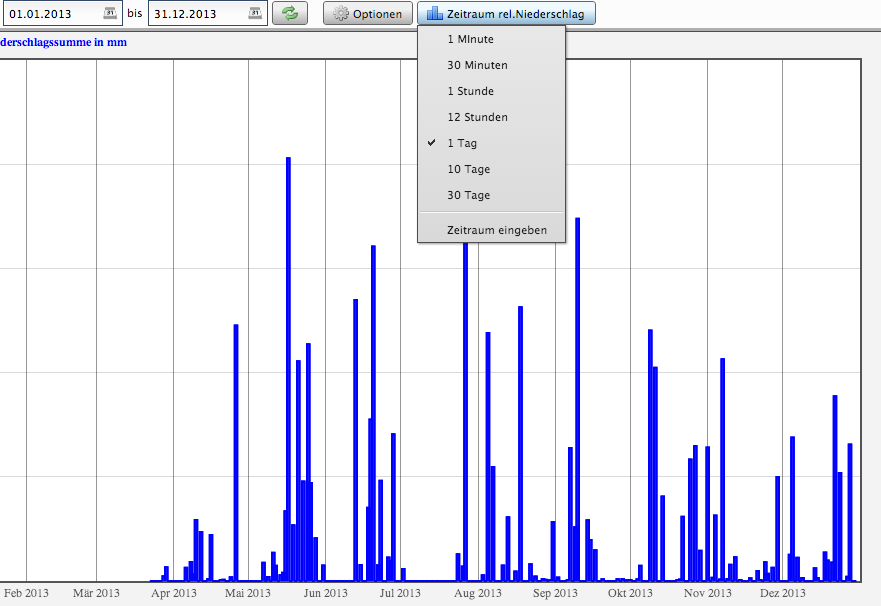 01.01.2013 31 bis 31.12.2013 31 Optionen Zeitraum rel.Niederschlag
derschlagssumme in mm
1 MInute
30 Minuten
1 Stunde
12 Stunden
1 Tag
10 Tage
30 Tage
Zeitraum eingeben
Feb 2013 Mär 2013 Apr 2013 Mai 2013 Jun 2013 Jul 2013 Aug 2013 Sep 2013 Okt 2013 Nov 2013 Dez 2013